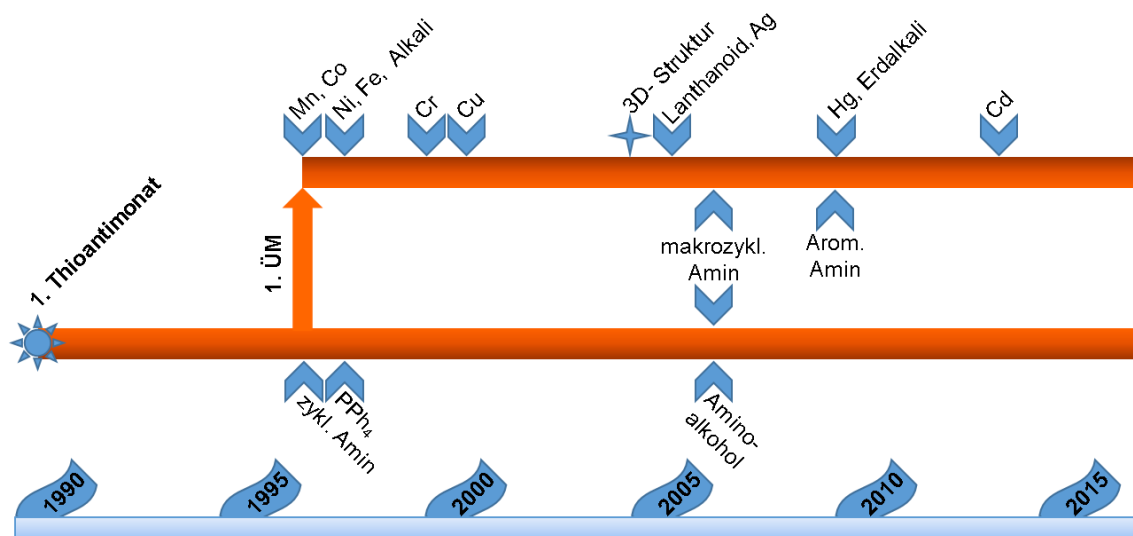 Mn, Co
Ni, Fe, Alkali
Cr
Cu
3D- Struktur
Lanthanoid, Ag
Hg, Erdalkali
Cd
1. Thioantimonat
1. ÜM
makrozykl.
Amin
Arom.
Amin
zykl. Amin
PPh₄
Amino-
alkohol
1990
1995
2000
2005
2010
2015